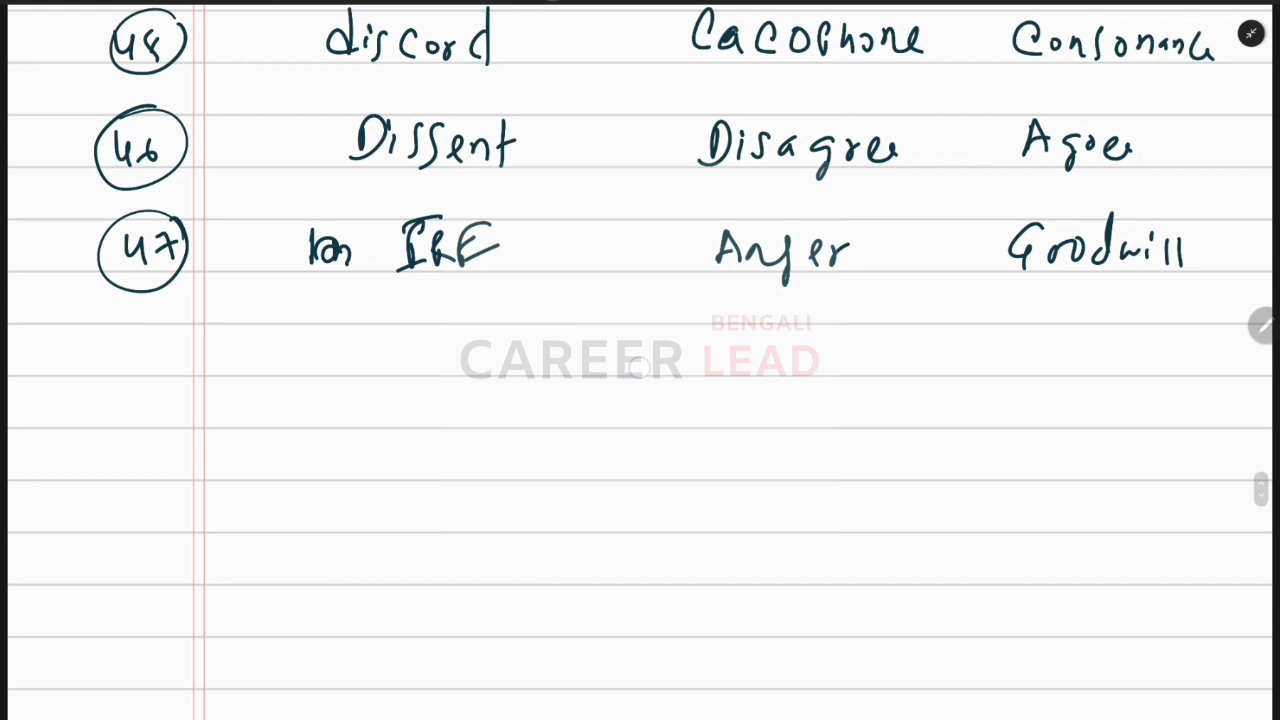 45 discord Cacophone Consonance
46 Dissent Disagree Agree
47 IRE Anger Goodwill
BENGALI
CAREER LEAD